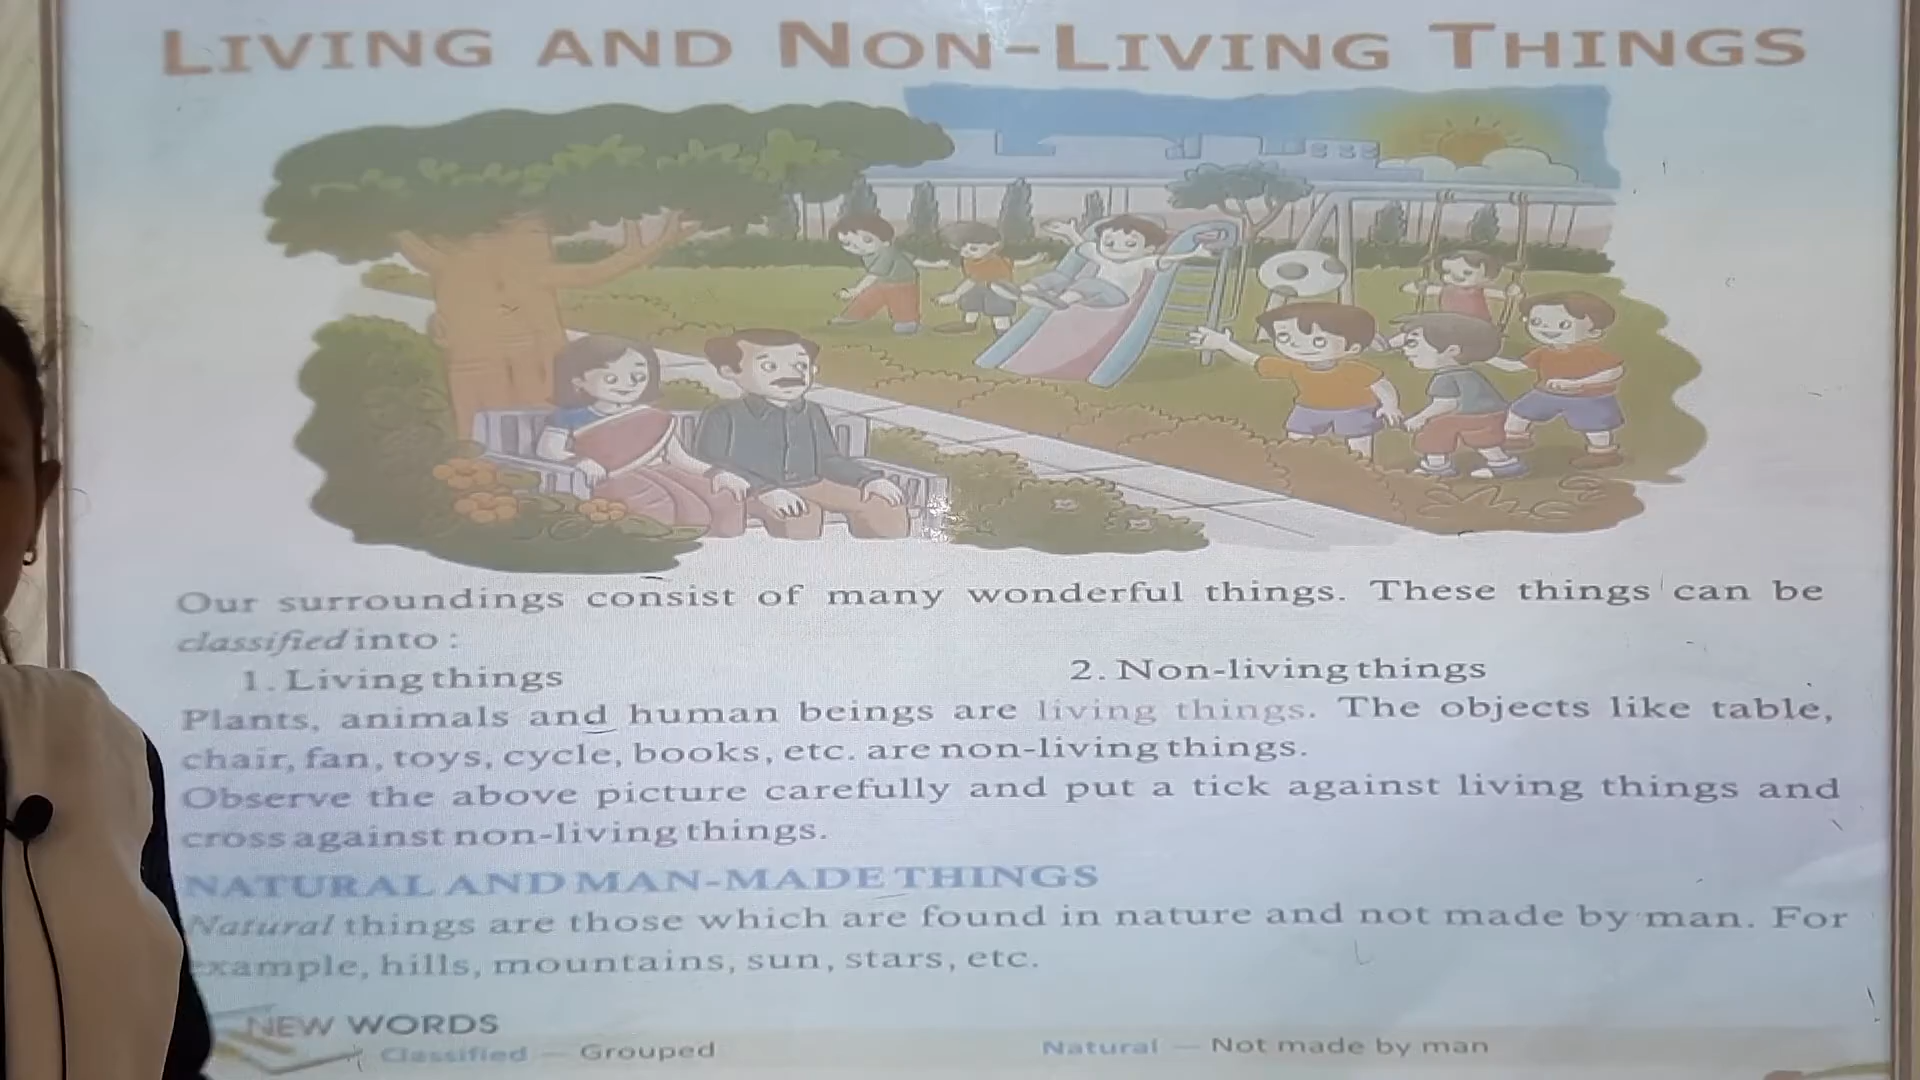 LIVING AND NON-LIVING THINGS
Our surroundings consist of many wonderful things. These things can be
classified into :
1. Living things 2. Non-living things
Plants, animals and human beings are living things. The objects like table,
chair, fan, toys, cycle, books, etc. are non-living things.
Observe the above picture carefully and put a tick against living things and
cross against non-living things.
NATURAL AND MAN-MADE THINGS
Natural things are those which are found in nature and not made by man. For
example, hills, mountains, sun, stars, etc.
NEW WORDS
Classified — Grouped Natural — Not made by man